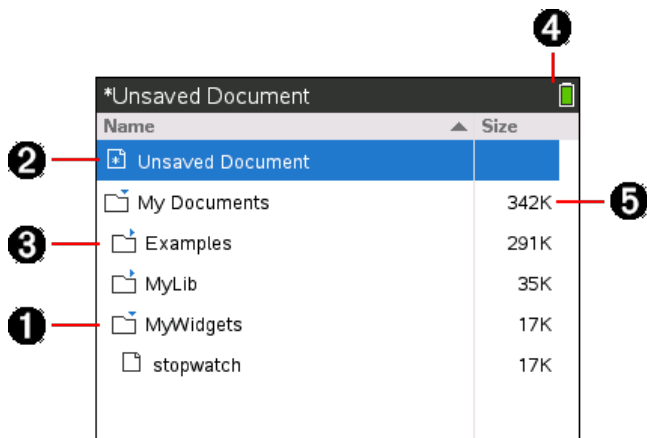 4
*Unsaved Document
Name Size
2 Unsaved Document
My Documents 342K 5
3 Examples 291K
MyLib 35K
1 MyWidgets 17K
stopwatch 17K